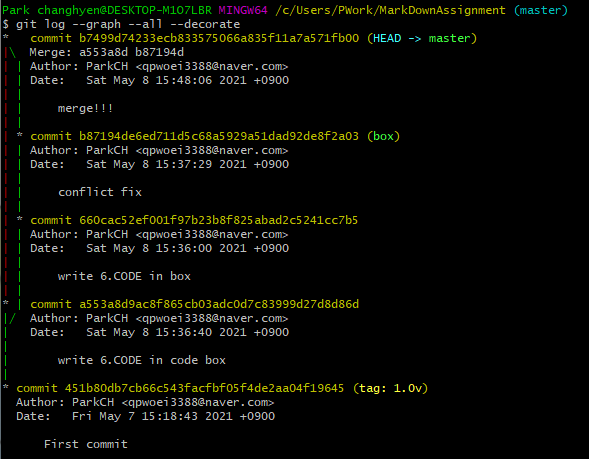 Park changhyen@DESKTOP-M1O7LBR MINGW64 /c/Users/PWork/MarkDownAssignment (master)
$ git log --graph --all --decorate
*   commit b7499d74233ecb833575066a835f11a7a571fb00 (HEAD -> master)
|\  Merge: a553a8d b87194d
| | Author: ParkCH <qpwoei3388@naver.com>
| | Date:   Sat May 8 15:48:06 2021 +0900
| |
| |     merge!!!
| |
| * commit b87194de6ed711d5c68a5929a51dad92de8f2a03 (box)
| | Author: ParkCH <qpwoei3388@naver.com>
| | Date:   Sat May 8 15:37:29 2021 +0900
| |
| |     conflict fix
| |
| * commit 660cac52ef001f97b23b8f825abad2c5241cc7b5
| | Author: ParkCH <qpwoei3388@naver.com>
| | Date:   Sat May 8 15:36:00 2021 +0900
| |
| |     write 6.CODE in box
| |
* | commit a553a8d9ac8f865cb03adc0d7c83999d27d8d86d
|/  Author: ParkCH <qpwoei3388@naver.com>
|   Date:   Sat May 8 15:36:40 2021 +0900
|
|       write 6.CODE in code box
|
* commit 451b80db7cb66c543facfbf05f4de2aa04f19645 (tag: 1.0v)
  Author: ParkCH <qpwoei3388@naver.com>
  Date:   Fri May 7 15:18:43 2021 +0900

      First commit